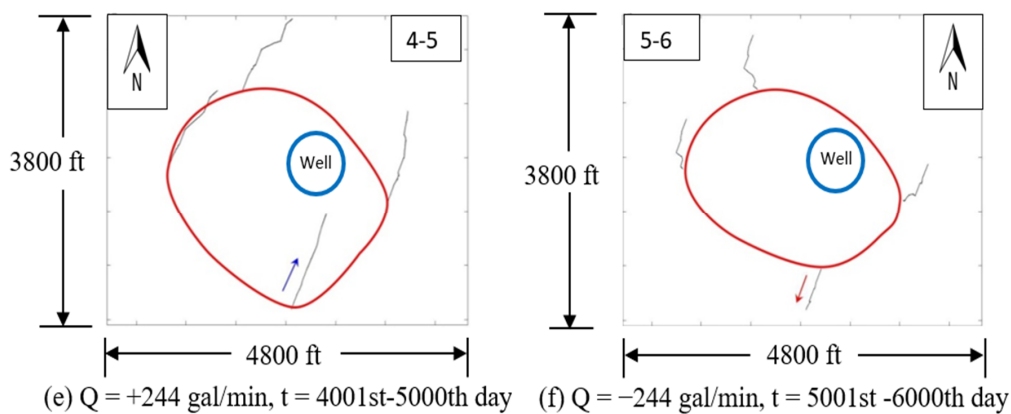 4-5
N
Well
3800 ft
4800 ft
(e) Q = +244 gal/min, t = 4001st-5000th day
5-6
N
Well
3800 ft
4800 ft
(f) Q = −244 gal/min, t = 5001st -6000th day